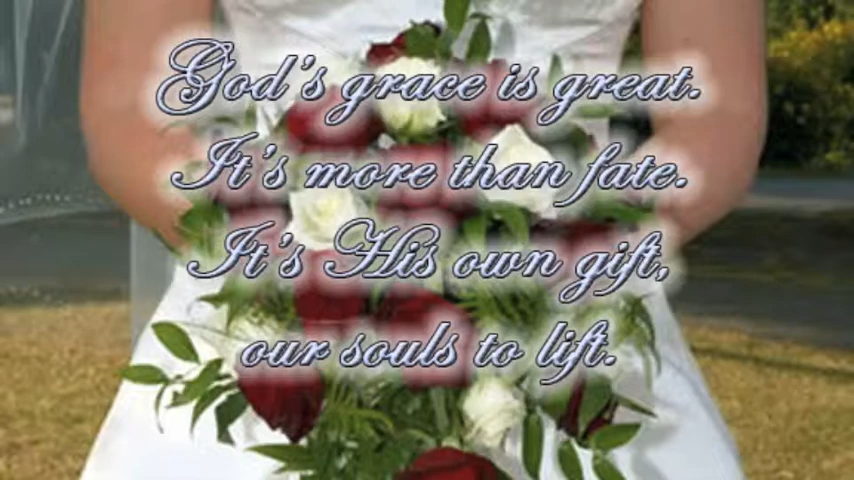 God's grace is great.
It's more than fate.
It's His own gift,
our souls to lift.